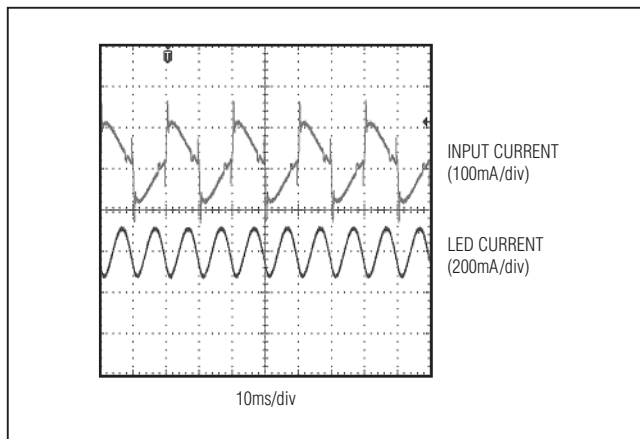 T
INPUT CURRENT
(100mA/div)
LED CURRENT
(200mA/div)
10ms/div